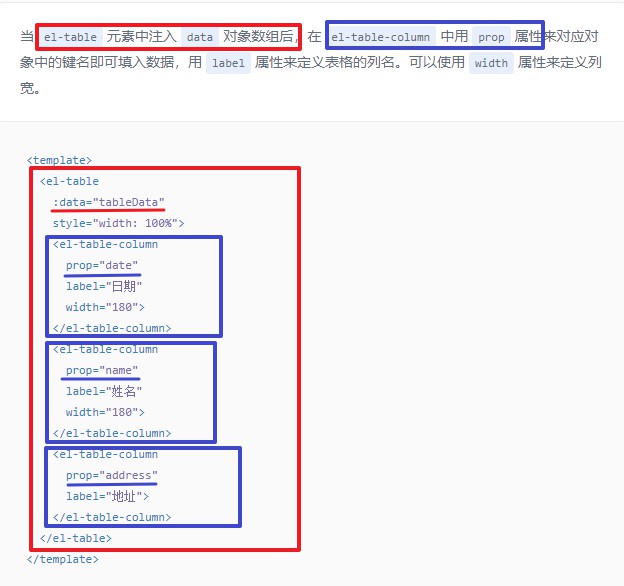 当 el-table 元素中注入 data 对象数组后，在 el-table-column 中用 prop 属性来对应对
象中的键名即可填入数据，用 label 属性来定义表格的列名。可以使用 width 属性来定义列
宽。
<template>
<el-table
:data="tableData"
style="width: 100%">
<el-table-column
prop="date"
label="日期"
width="180">
</el-table-column>
<el-table-column
prop="name"
label="姓名"
width="180">
</el-table-column>
<el-table-column
prop="address"
label="地址">
</el-table-column>
</el-table>
</template>